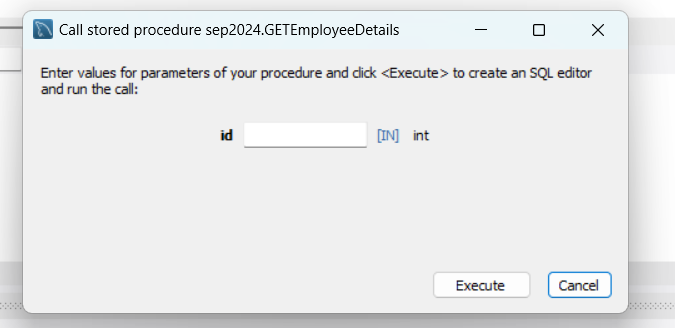 Call stored procedure sep2024.GETEmployeeDetails
Enter values for parameters of your procedure and click <Execute> to create an SQL editor
and run the call:
id [IN] int
Execute Cancel